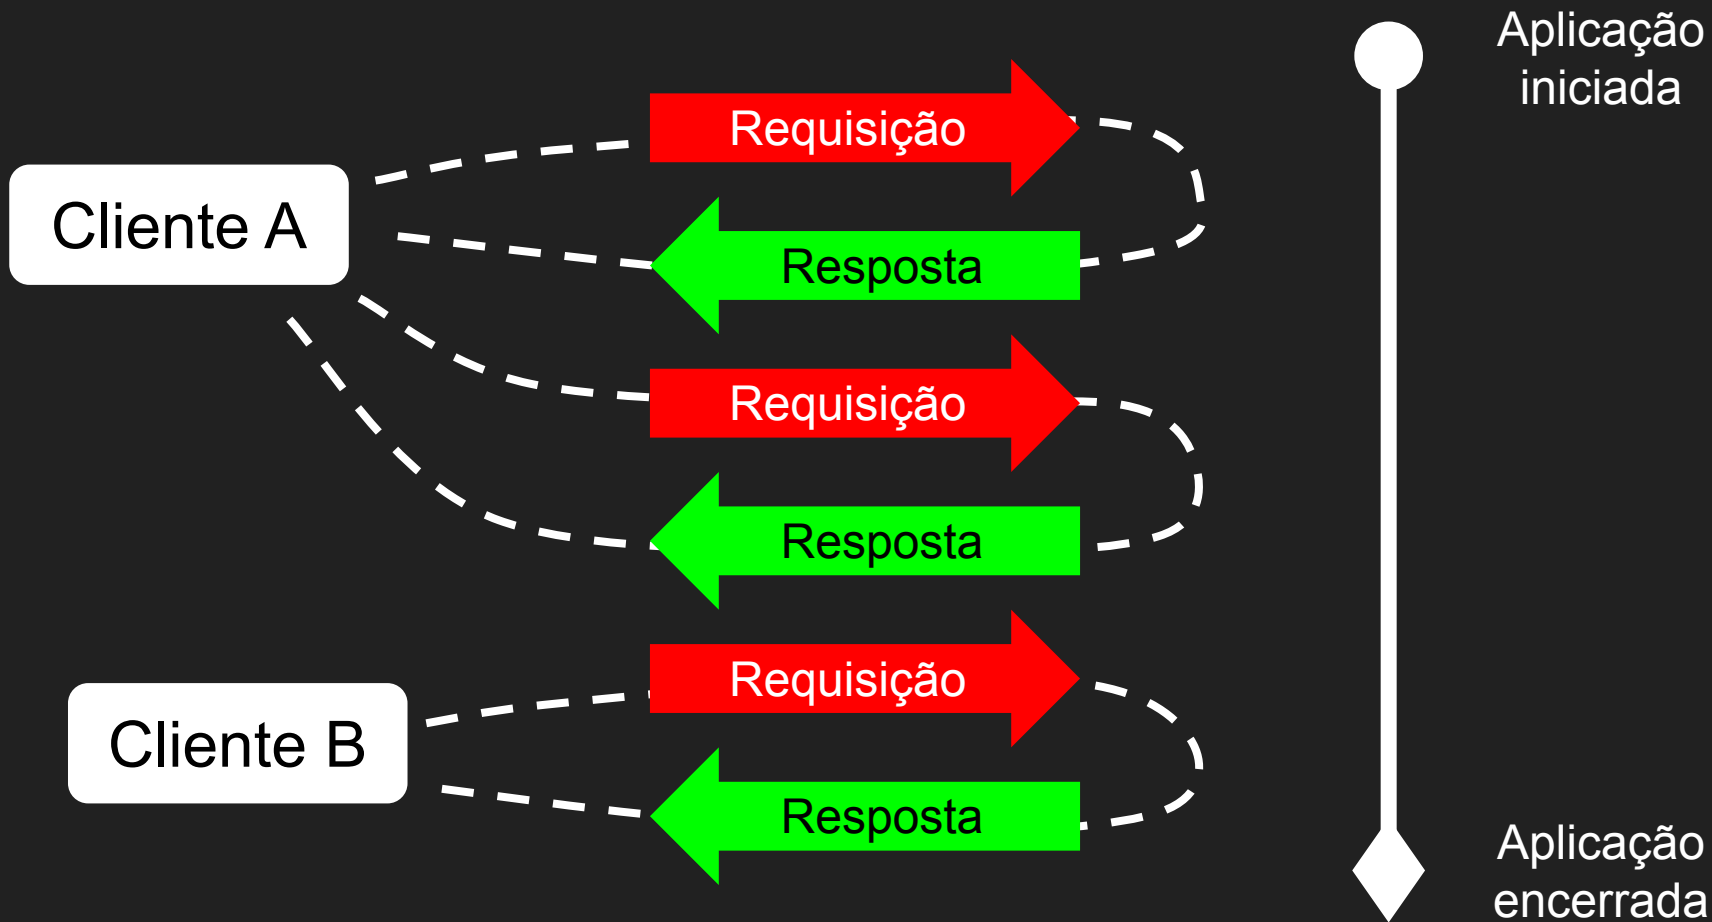 Aplicação
iniciada
Requisição
Cliente A
Resposta
Requisição
Resposta
Requisição
Cliente B
Resposta
Aplicação
encerrada